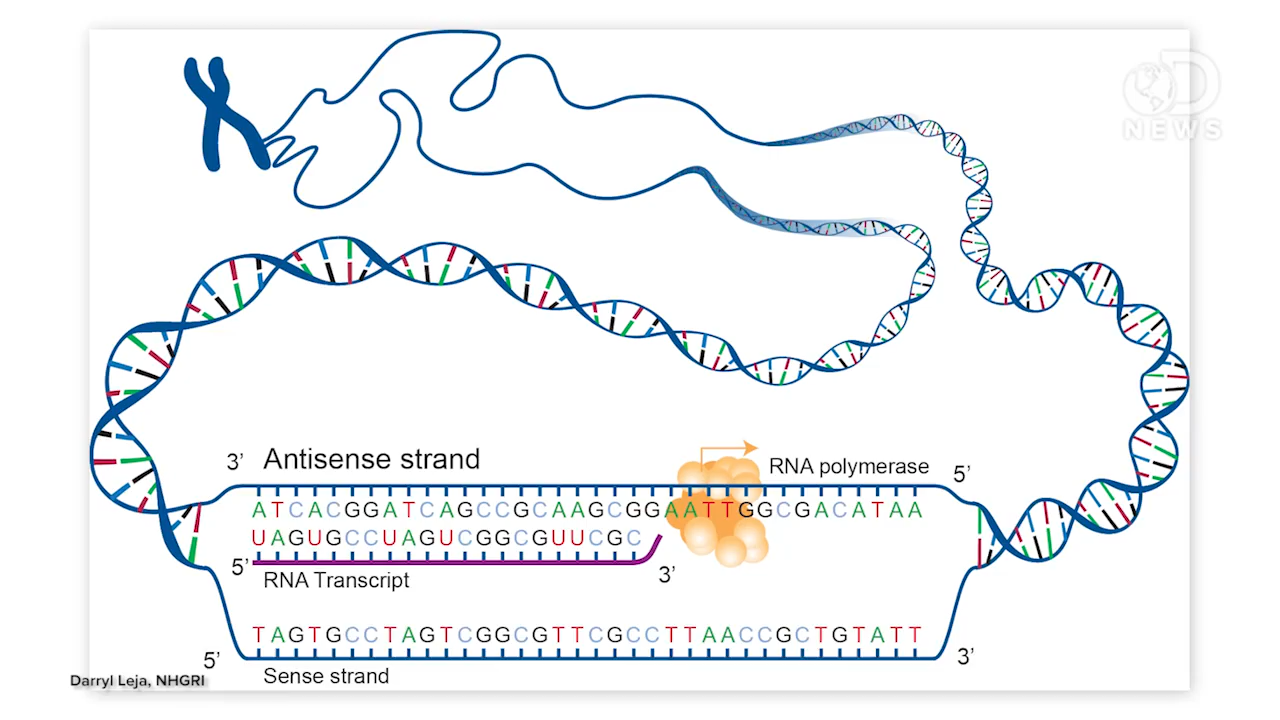 D
NEWS
3’ Antisense strand
RNA polymerase 5’
ATCACGGATCAGCCGCAAGCGGAATTGGCGACATAA
UAGUGCCUAGUCGGCGUUCGC
5’ 3’
RNA Transcript
TAGTGCCTAGTCGGCGTTCGCCTTAACCGCTGTATT
5’ 3’
Sense strand
Darryl Leja, NHGRI